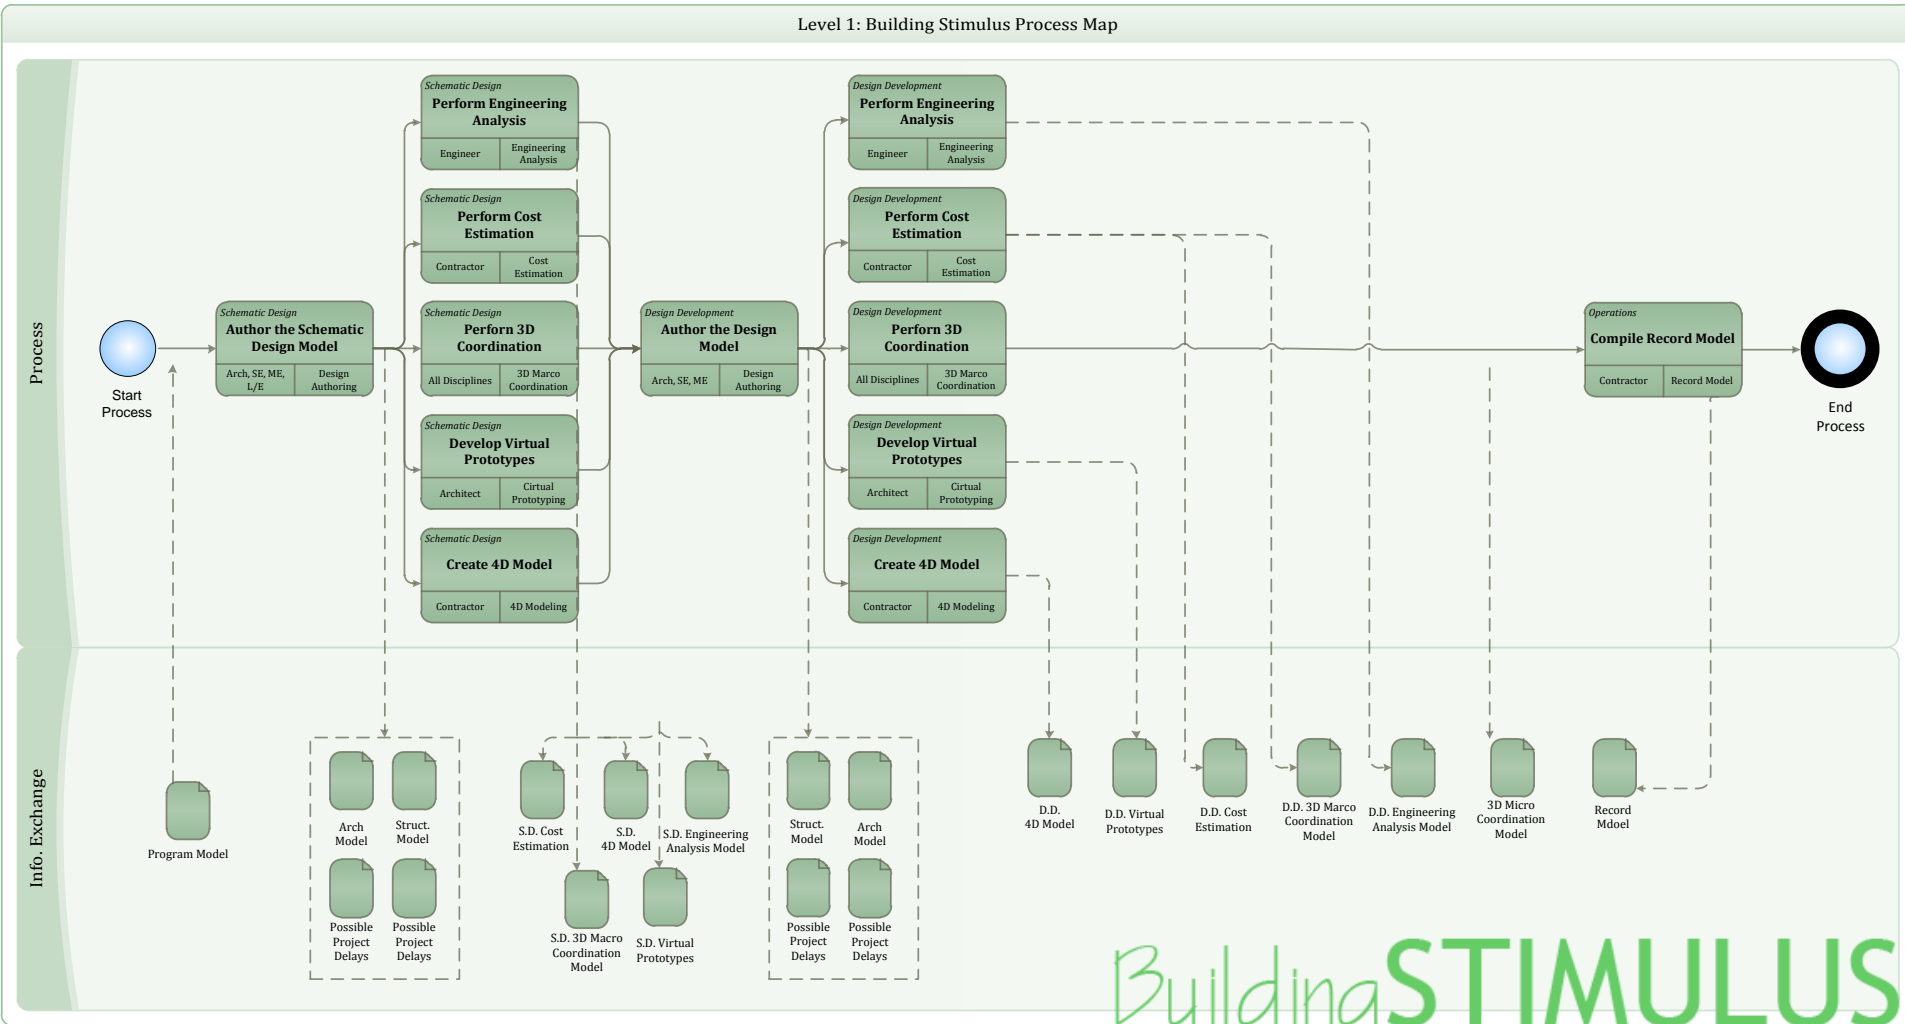 Level 1: Building Stimulus Process Map
Process
Start
Process
Schematic Design
Author the Schematic
Design Model
Arch, SE, ME,
L/E
Design
Authoring
Schematic Design
Perform Engineering
Analysis
Engineer
Engineering
Analysis
Schematic Design
Perform Cost
Estimation
Contractor
Cost
Estimation
Schematic Design
Perforn 3D
Coordination
All Disciplines
3D Marco
Coordination
Schematic Design
Develop Virtual
Prototypes
Architect
Cirtual
Prototyping
Schematic Design
Create 4D Model
Contractor
4D Modeling
Design Development
Author the Design
Model
Arch, SE, ME
Design
Authoring
Design Development
Perform Engineering
Analysis
Engineer
Engineering
Analysis
Design Development
Perform Cost
Estimation
Contractor
Cost
Estimation
Design Development
Perforn 3D
Coordination
All Disciplines
3D Marco
Coordination
Design Development
Develop Virtual
Prototypes
Architect
Cirtual
Prototyping
Design Development
Create 4D Model
Contractor
4D Modeling
Operations
Compile Record Model
Contractor
Record Model
End
Process
Info. Exchange
Program Model
Arch
Model
Struct.
Model
Possible
Project
Delays
Possible
Project
Delays
S.D. Cost
Estimation
S.D.
4D Model
S.D. Engineering
Analysis Model
S.D. 3D Macro
Coordination
Model
S.D. Virtual
Prototypes
Struct.
Model
Arch
Model
Possible
Project
Delays
Possible
Project
Delays
D.D.
4D Model
D.D. Virtual
Prototypes
D.D. Cost
Estimation
D.D. 3D Marco
Coordination
Model
D.D. Engineering
Analysis Model
3D Micro
Coordination
Model
Record
Mdoel
Building STIMULUS